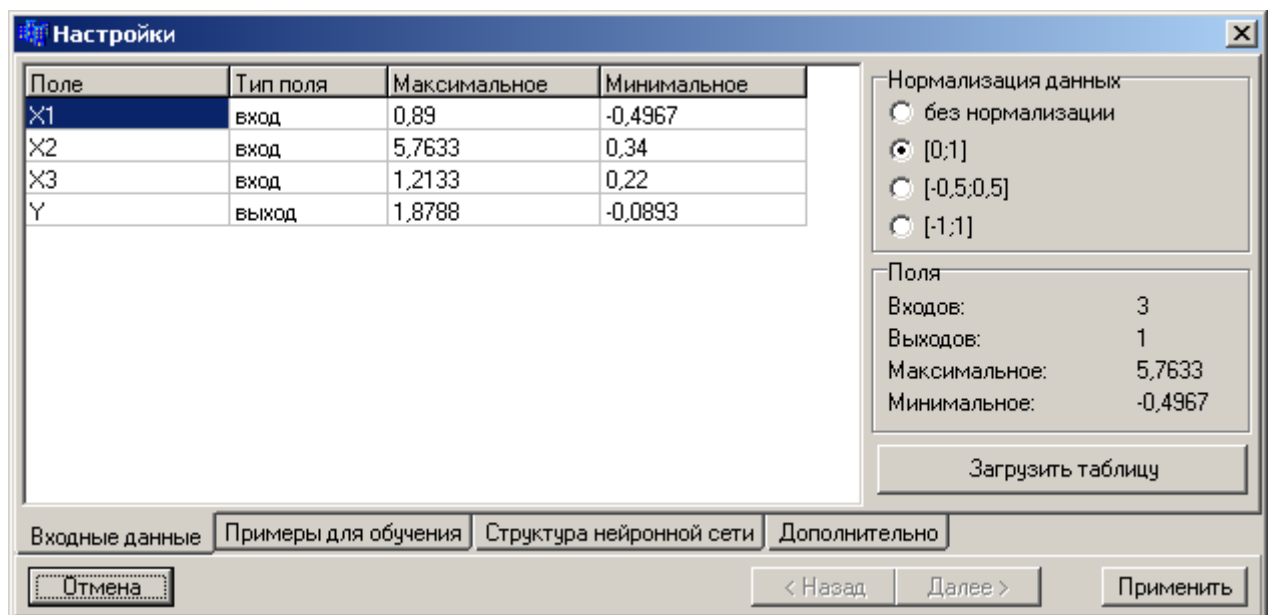 Настройки
Поле Тип поля Максимальное Минимальное
X1 вход 0,89 -0,4967
X2 вход 5,7633 0,34
X3 вход 1,2133 0,22
Y выход 1,8788 -0,0893
Нормализация данных
без нормализации
[0;1]
[-0,5;0,5]
[-1;1]
Поля
Входов: 3
Выходов: 1
Максимальное: 5,7633
Минимальное: -0,4967
Загрузить таблицу
Входные данные Примеры для обучения Структура нейронной сети Дополнительно
Отмена < Назад Далее > Применить